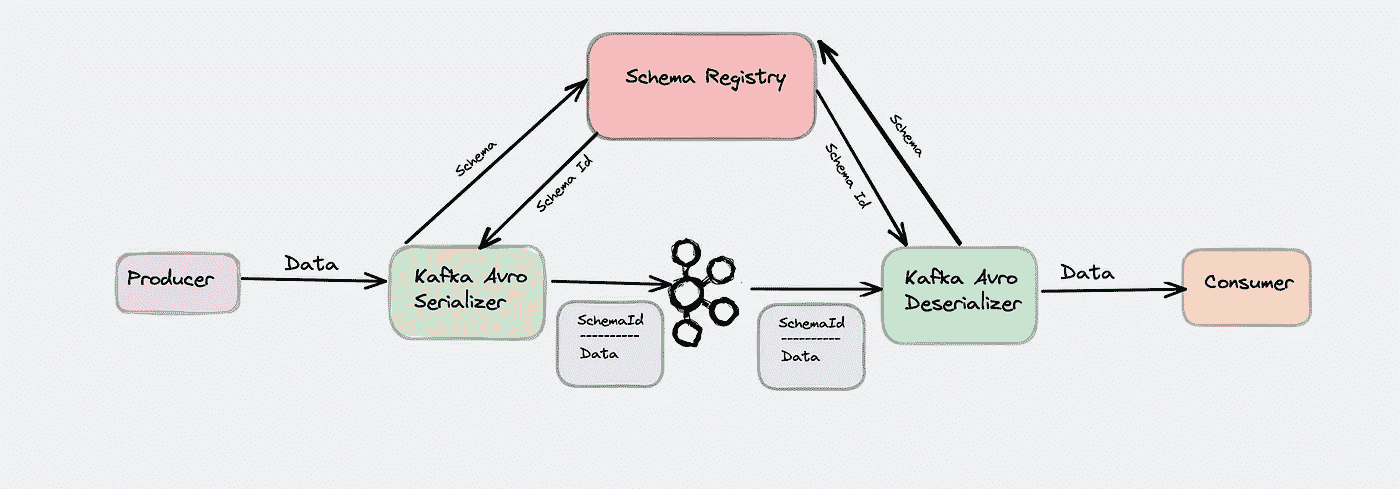 Schema Registry
Schema
Schema Id
Schema Id
Schema
Producer
Data
Kafka Avro
Serializer
SchemaId
----------
Data
SchemaId
----------
Data
Kafka Avro
Deserializer
Data
Consumer